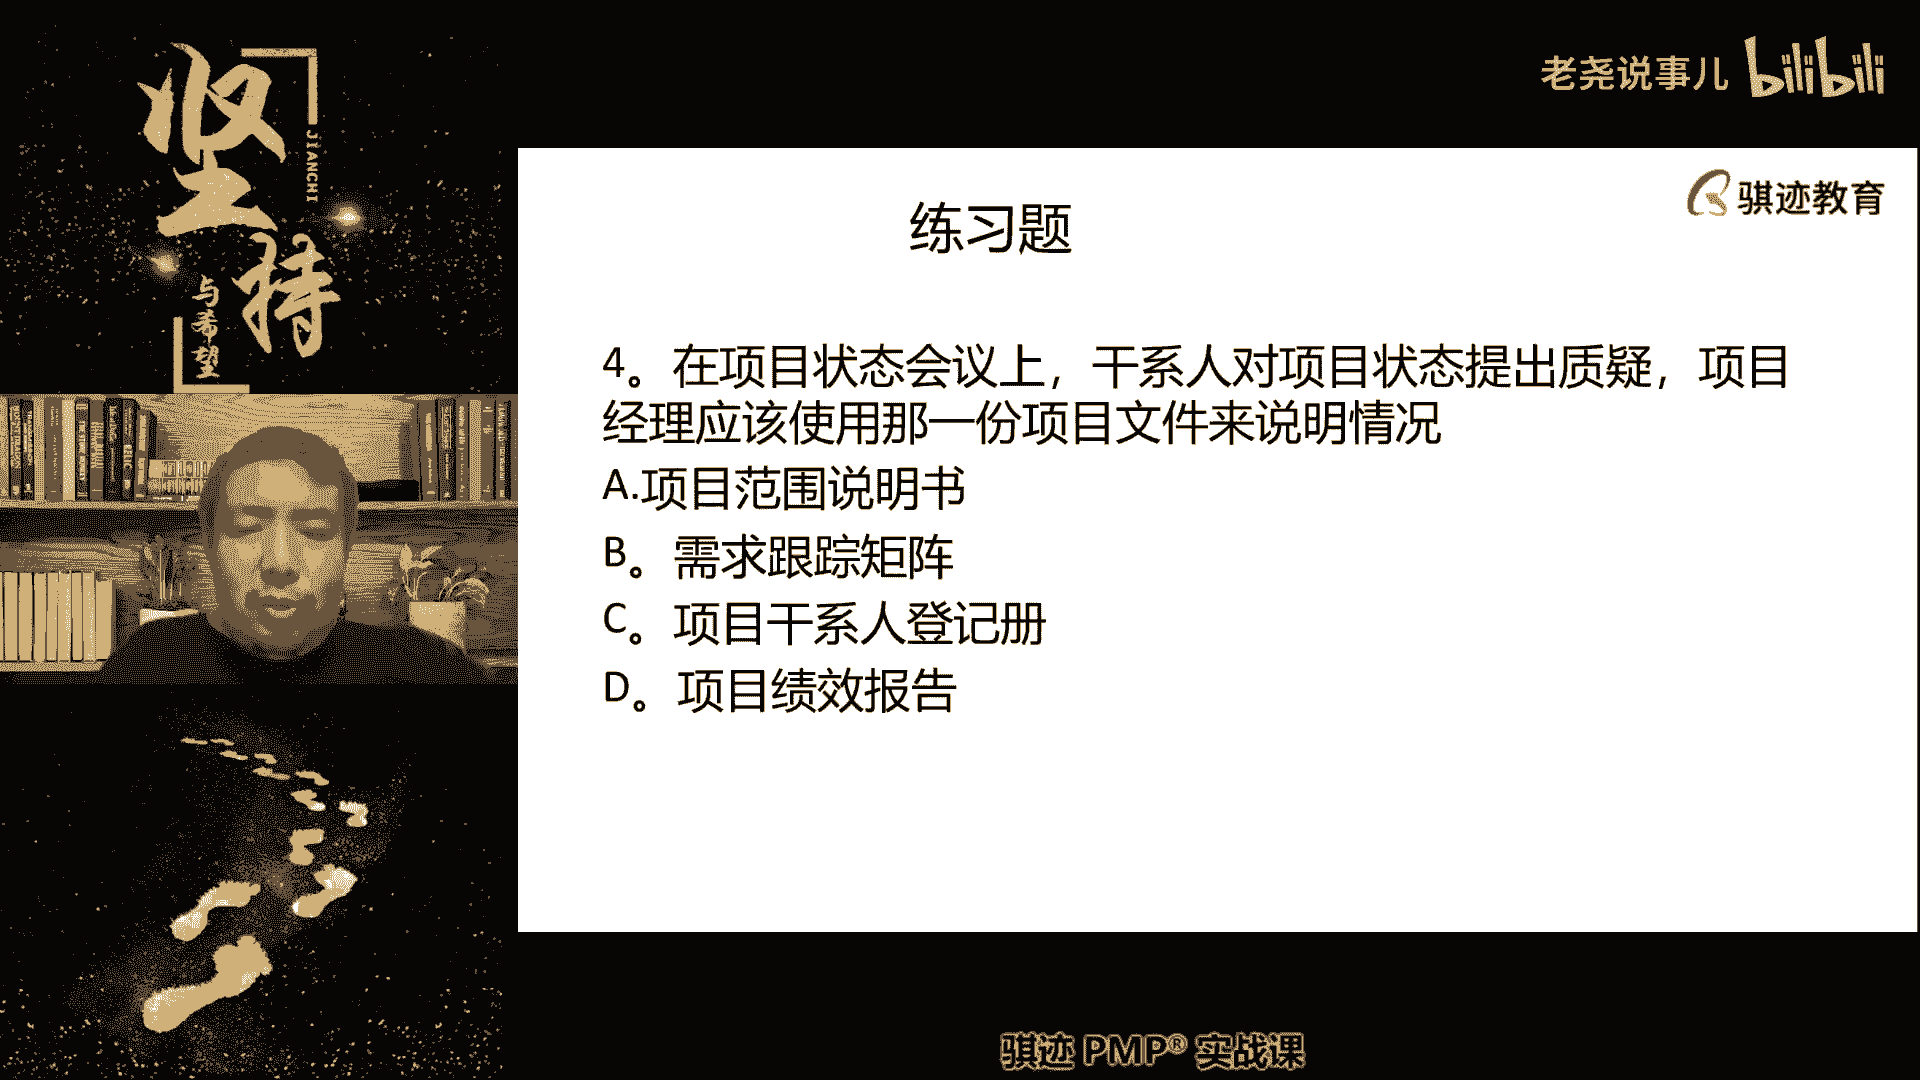 坚持
JIANCHI
与希望
老尧说事儿 bilibili
骐迹教育
练习题
4。在项目状态会议上，干系人对项目状态提出质疑，项目
经理应该使用那一份项目文件来说明情况
A.项目范围说明书
B。需求跟踪矩阵
C。项目干系人登记册
D。项目绩效报告
骐迹 PMP® 实战课